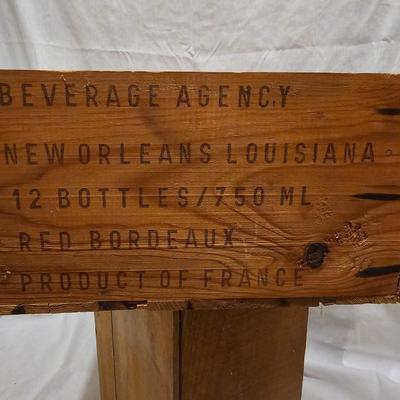 BEVERAGE AGENCY
NEW ORLEANS LOUISIANA
12 BOTTLES/750 ML
RED BORDEAUX
PRODUCT OF FRANCE